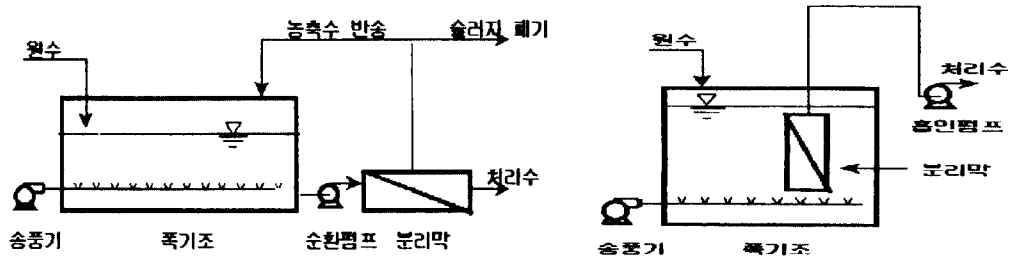 농축수 반송 슬러지 폐기
원수
처리수
송풍기 폭기조 순환펌프 분리막
원수
처리수
흡인펌프
분리막
송풍기 폭기조